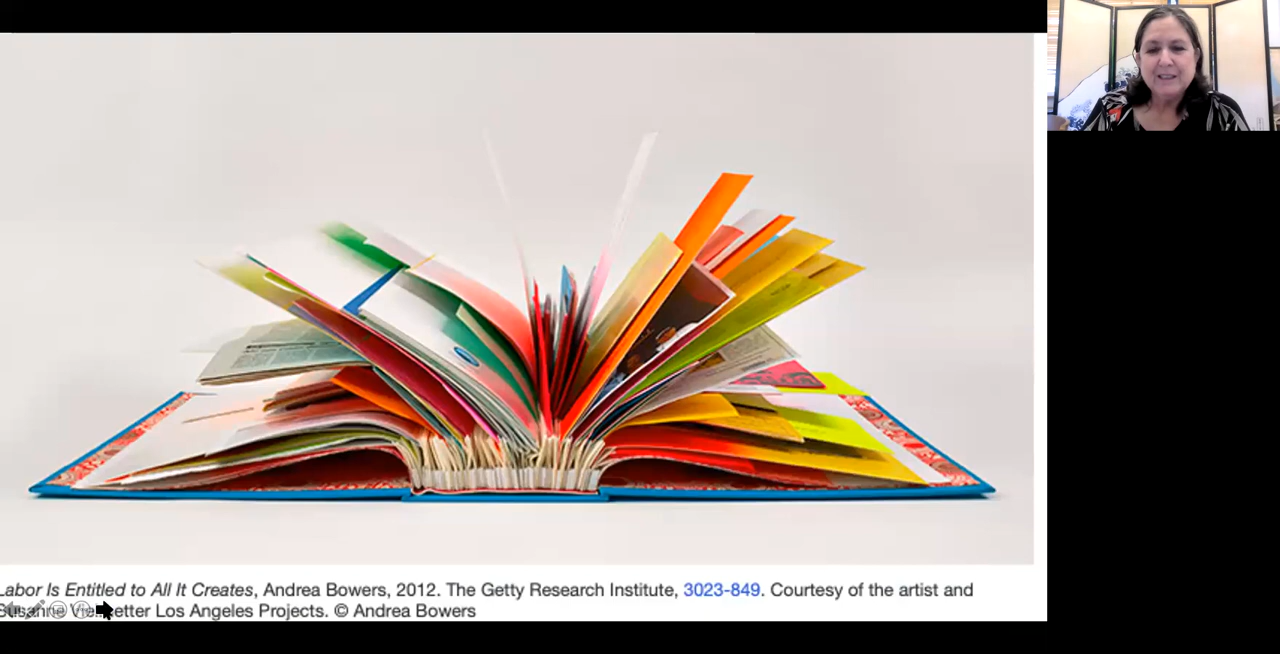 Labor Is Entitled to All It Creates, Andrea Bowers, 2012. The Getty Research Institute, 3023-849. Courtesy of the artist and
Los Angeles Projects. © Andrea Bowers